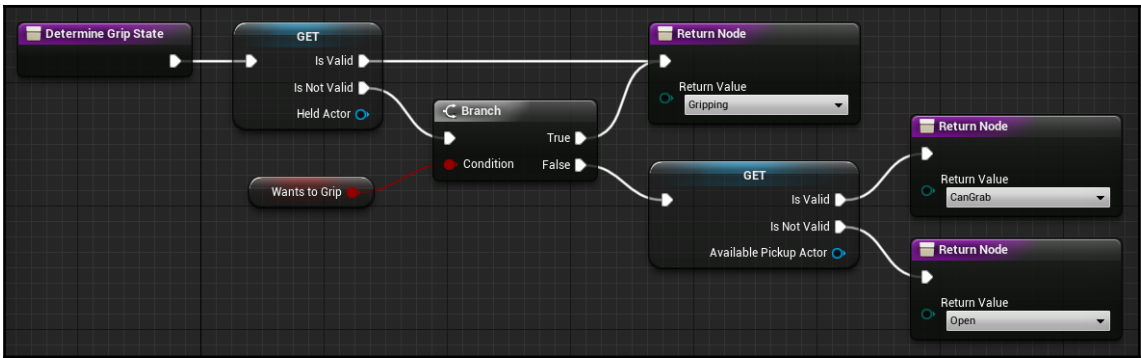 Determine Grip State
GET
Is Valid
Is Not Valid
Held Actor
Wants to Grip
Branch
True
Condition
False
Return Node
Return Value
Gripping
GET
Is Valid
Is Not Valid
Available Pickup Actor
Return Node
Return Value
CanGrab
Return Node
Return Value
Open